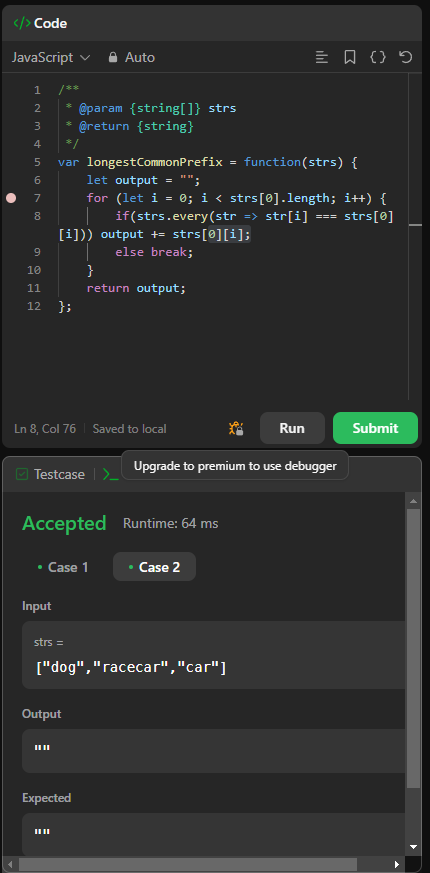 </> Code
JavaScript Auto
1 /**
2 * @param {string[]} strs
3 * @return {string}
4 */
5 var longestCommonPrefix = function(strs) {
6 let output = "";
7 for (let i = 0; i < strs[0].length; i++) {
8 if(strs.every(str => str[i] === strs[0]
[i])) output += strs[0][i];
9 else break;
10 }
11 return output;
12 };
Ln 8, Col 76 Saved to local Run Submit
Upgrade to premium to use debugger
Testcase >_
Accepted Runtime: 64 ms
• Case 1 • Case 2
Input
strs =
["dog","racecar","car"]
Output
""
Expected
""